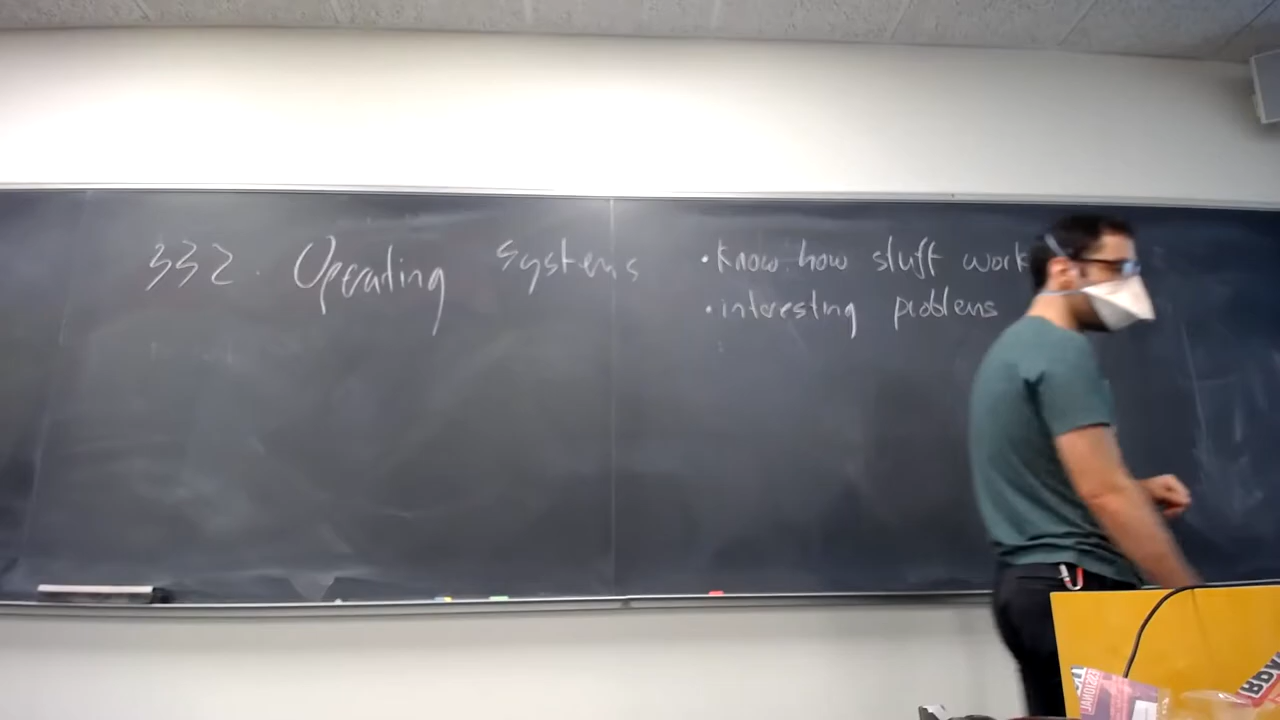 332. Operating Systems
• know how stuff work
• interesting problems